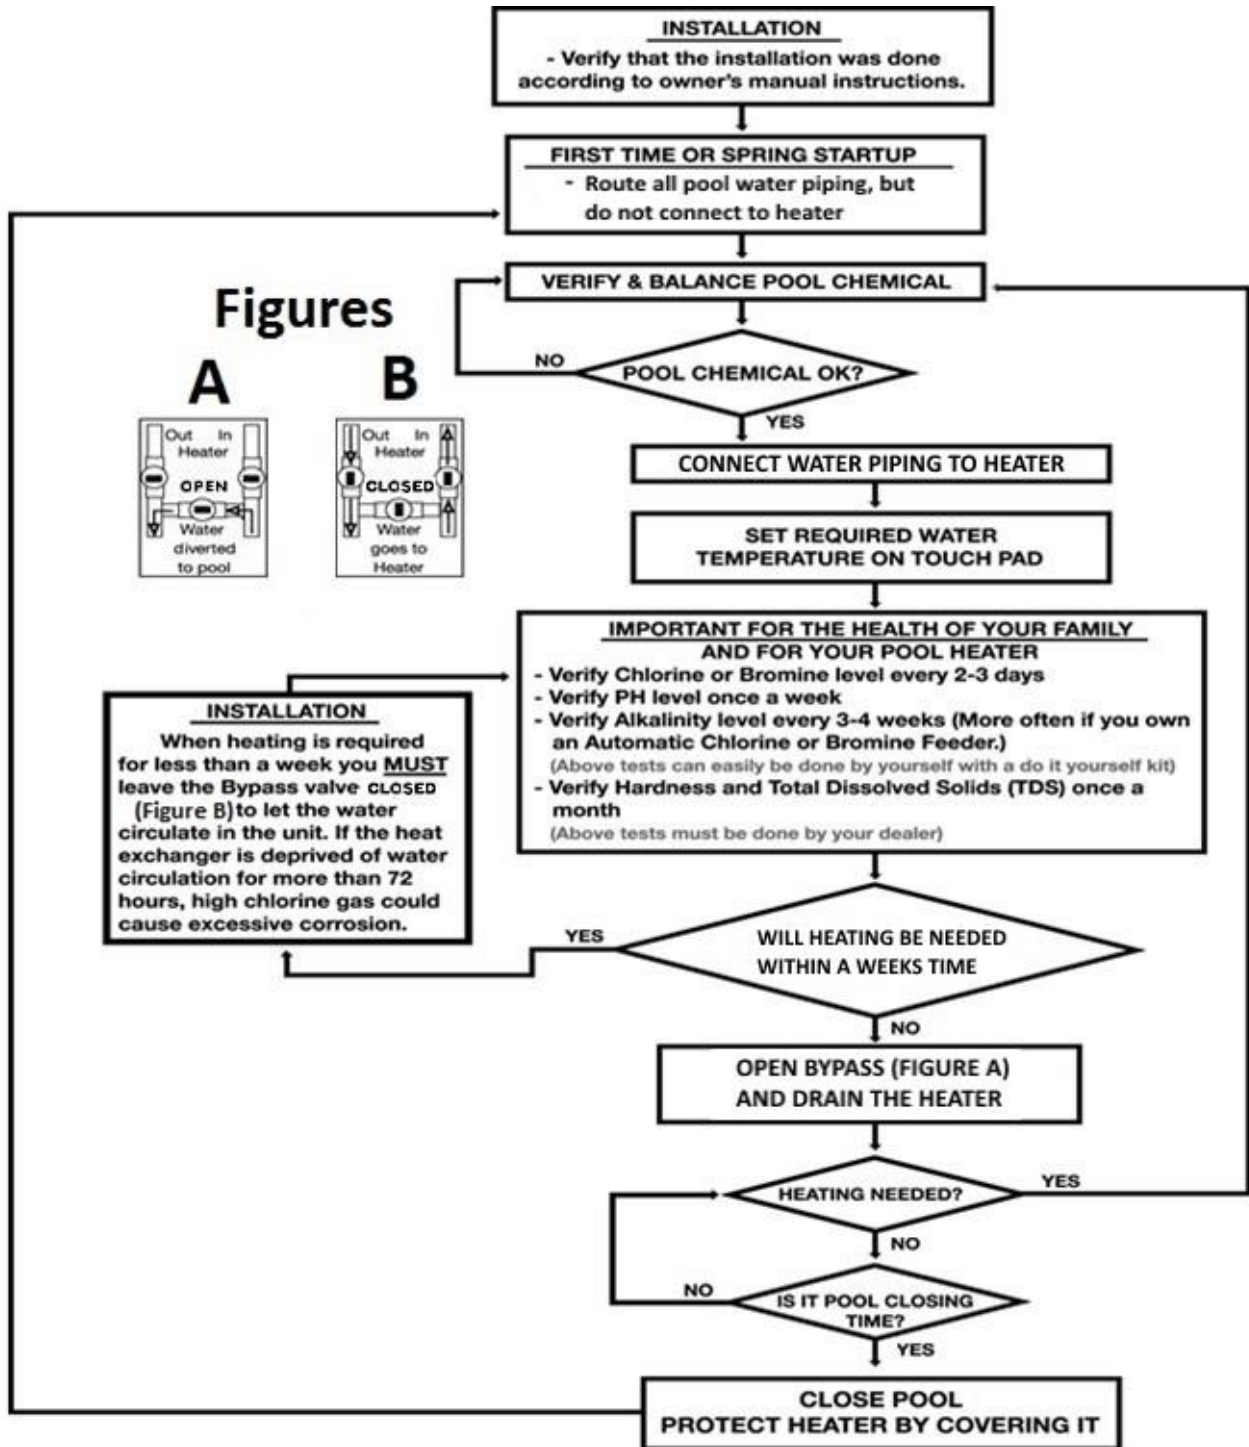 INSTALLATION
- Verify that the installation was done
according to owner's manual instructions.
FIRST TIME OR SPRING STARTUP
- Route all pool water piping, but
do not connect to heater
VERIFY & BALANCE POOL CHEMICAL
NO
POOL CHEMICAL OK?
YES
Figures
A
B
Out In
Heater
OPEN
Water
diverted
to pool
Out In
Heater
CLOSED
Water
goes to
Heater
CONNECT WATER PIPING TO HEATER
SET REQUIRED WATER
TEMPERATURE ON TOUCH PAD
IMPORTANT FOR THE HEALTH OF YOUR FAMILY
AND FOR YOUR POOL HEATER
- Verify Chlorine or Bromine level every 2-3 days
- Verify PH level once a week
- Verify Alkalinity level every 3-4 weeks (More often if you own
an Automatic Chlorine or Bromine Feeder.)
(Above tests can easily be done by yourself with a do it yourself kit)
- Verify Hardness and Total Dissolved Solids (TDS) once a
month
(Above tests must be done by your dealer)
INSTALLATION
When heating is required
for less than a week you MUST
leave the Bypass valve CLOSED
(Figure B) to let the water
circulate in the unit. If the heat
exchanger is deprived of water
circulation for more than 72
hours, high chlorine gas could
cause excessive corrosion.
YES
WILL HEATING BE NEEDED
WITHIN A WEEKS TIME
NO
OPEN BYPASS (FIGURE A)
AND DRAIN THE HEATER
HEATING NEEDED?
YES
NO
NO
IS IT POOL CLOSING
TIME?
YES
CLOSE POOL
PROTECT HEATER BY COVERING IT